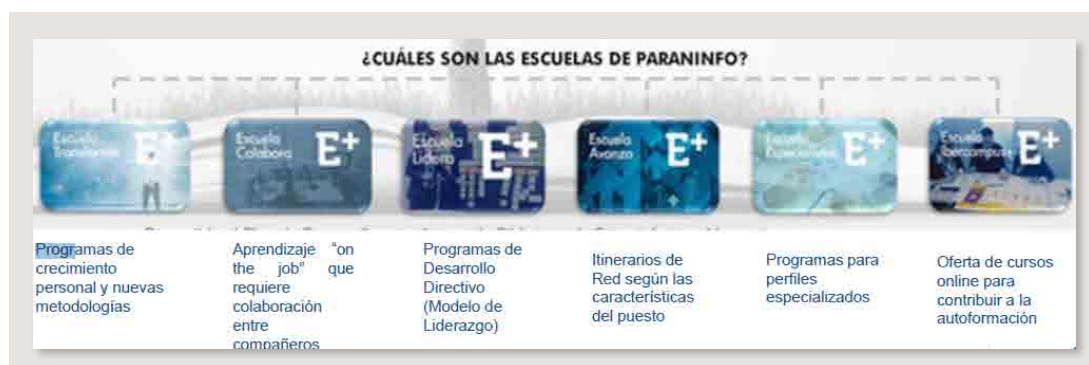 ¿CUÁLES SON LAS ESCUELAS DE PARANINFO?
Escuela
Transforma
E+
Escuela
Colabora
E+
Escuela
Lidera
E+
Escuela
Avanza
E+
Escuela
E+
Escuela
Ibercampus
E+
Programas de
crecimiento
personal y nuevas
metodologías
Aprendizaje "on
the job" que
requiere
colaboración
entre
compañeros
Programas de
Desarrollo
Directivo
(Modelo de
Liderazgo)
Itinerarios de
Red según las
características
del puesto
Programas para
perfiles
especializados
Oferta de cursos
online para
contribuir a la
autoformación